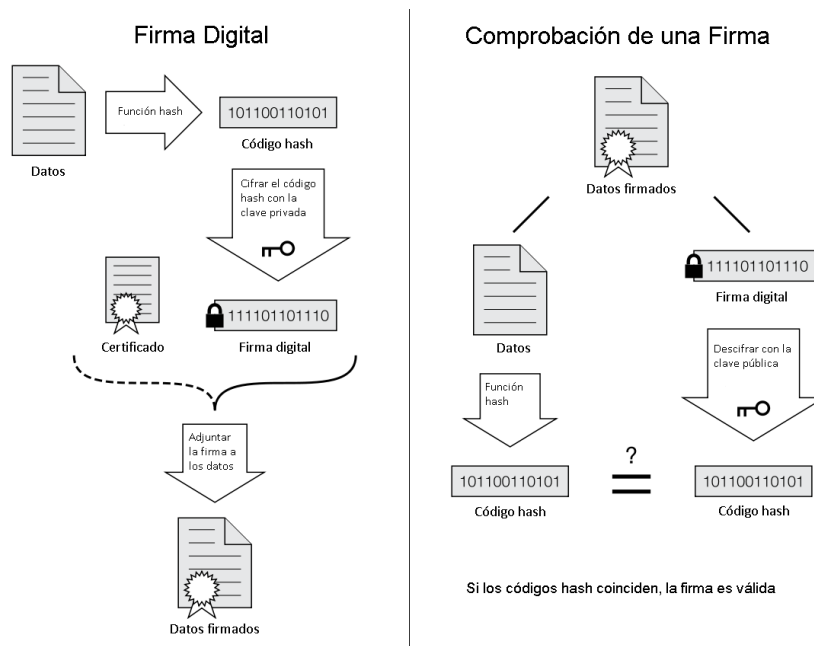 Firma Digital
Datos
Función hash
101100110101
Código hash
Cifrar el código
hash con la
clave privada
Certificado
111101101110
Firma digital
Adjuntar
la firma a
los datos
Datos firmados
Comprobación de una Firma
Datos firmados
Datos
111101101110
Firma digital
Función
hash
Descifrar con la
clave pública
101100110101
Código hash
?
=
101100110101
Código hash
Si los códigos hash coinciden, la firma es válida